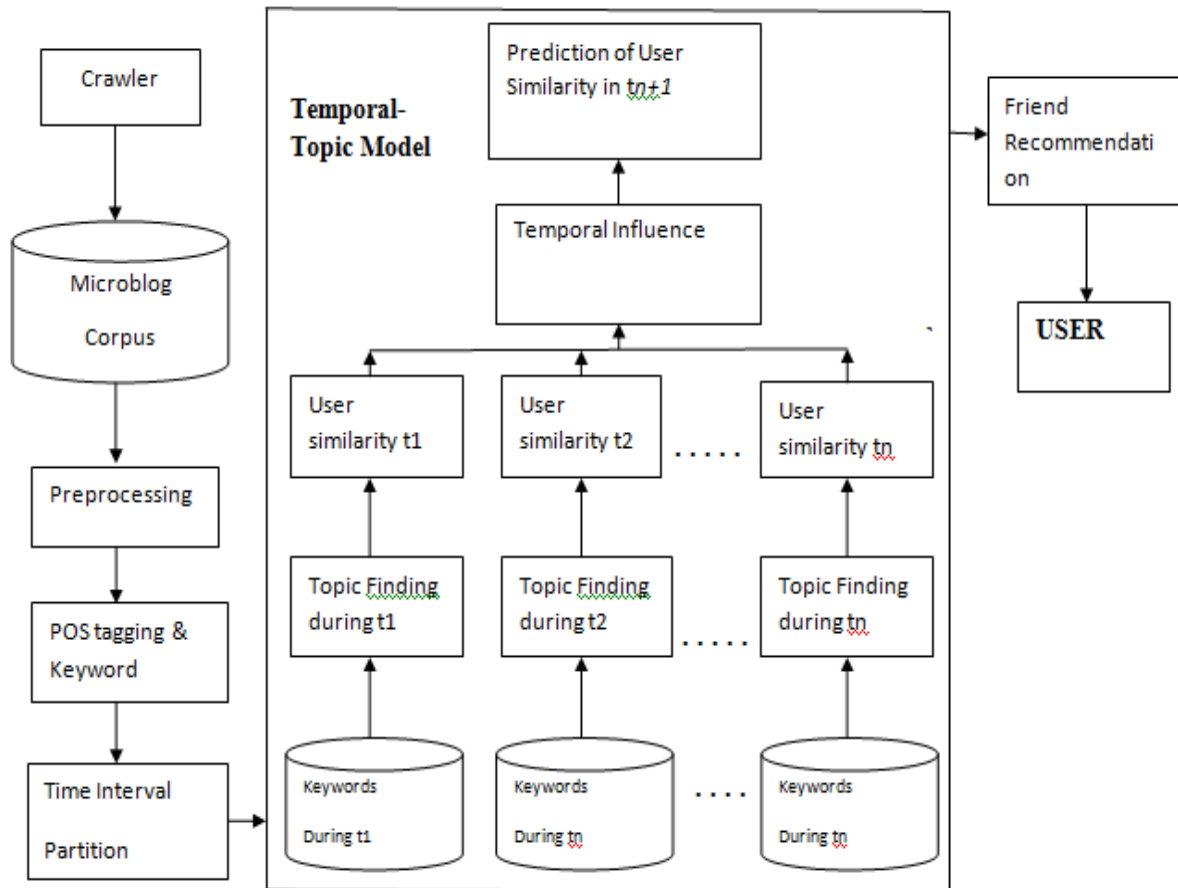 Crawler
Microblog
Corpus
Preprocessing
POS tagging &
Keyword
Time Interval
Partition
Temporal-
Topic Model
Prediction of User
Similarity in tn+1
Temporal Influence
User
similarity t1
User
similarity t2
. . . . .
User
similarity tn
Topic Finding
during t1
Topic Finding
during t2
. . . . .
Topic Finding
during tn
Keywords
During t1
Keywords
During tn
. . . .
Keywords
During tn
Friend
Recommendati
on
`
USER